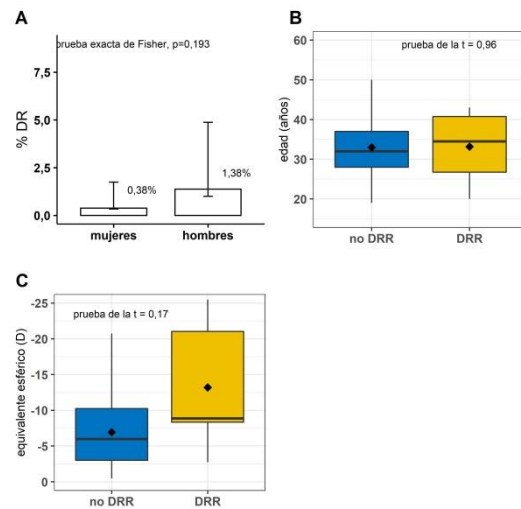 A
prueba exacta de Fisher, p=0,193
% DR
7,5
5,0
2,5
0,0
0,38%
1,38%
mujeres
hombres
B
prueba de la t = 0,96
edad (años)
60
50
40
30
20
no DRR
DRR
C
prueba de la t = 0,17
equivalente esférico (D)
-25
-20
-15
-10
-5
0
no DRR
DRR